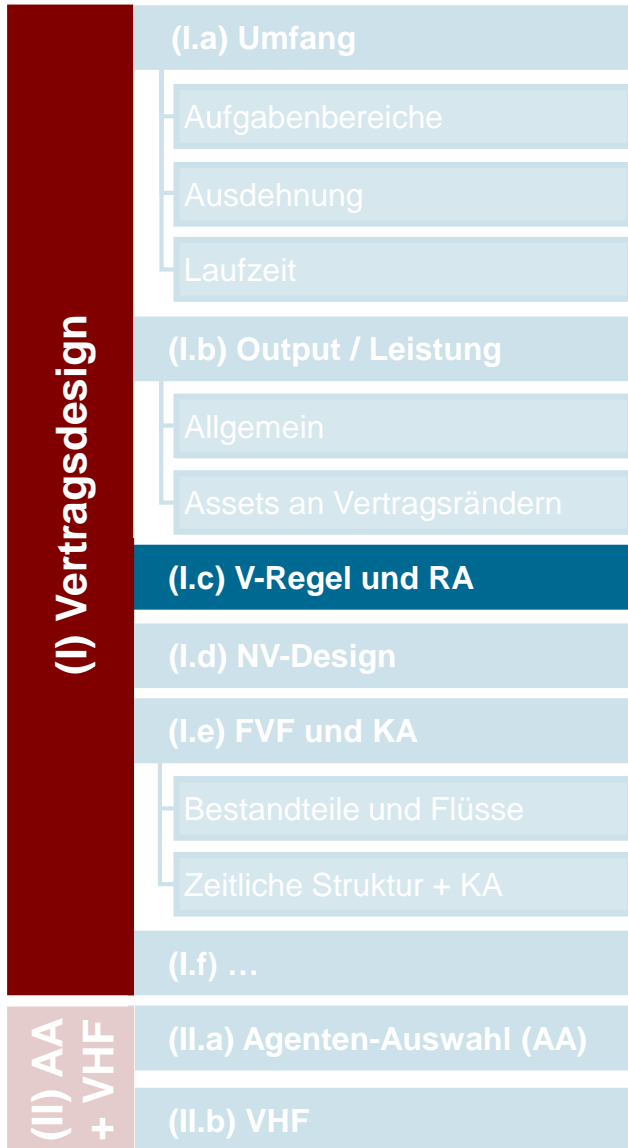 (I) Vertragsdesign
(I.a) Umfang
Aufgabenbereiche
Ausdehnung
Laufzeit
(I.b) Output / Leistung
Allgemein
Assets an Vertragsrändern
(I.c) V-Regel und RA
(I.d) NV-Design
(I.e) FVF und KA
Bestandteile und Flüsse
Zeitliche Struktur + KA
(I.f) …
(II) AA
+ VHF
(II.a) Agenten-Auswahl (AA)
(II.b) VHF